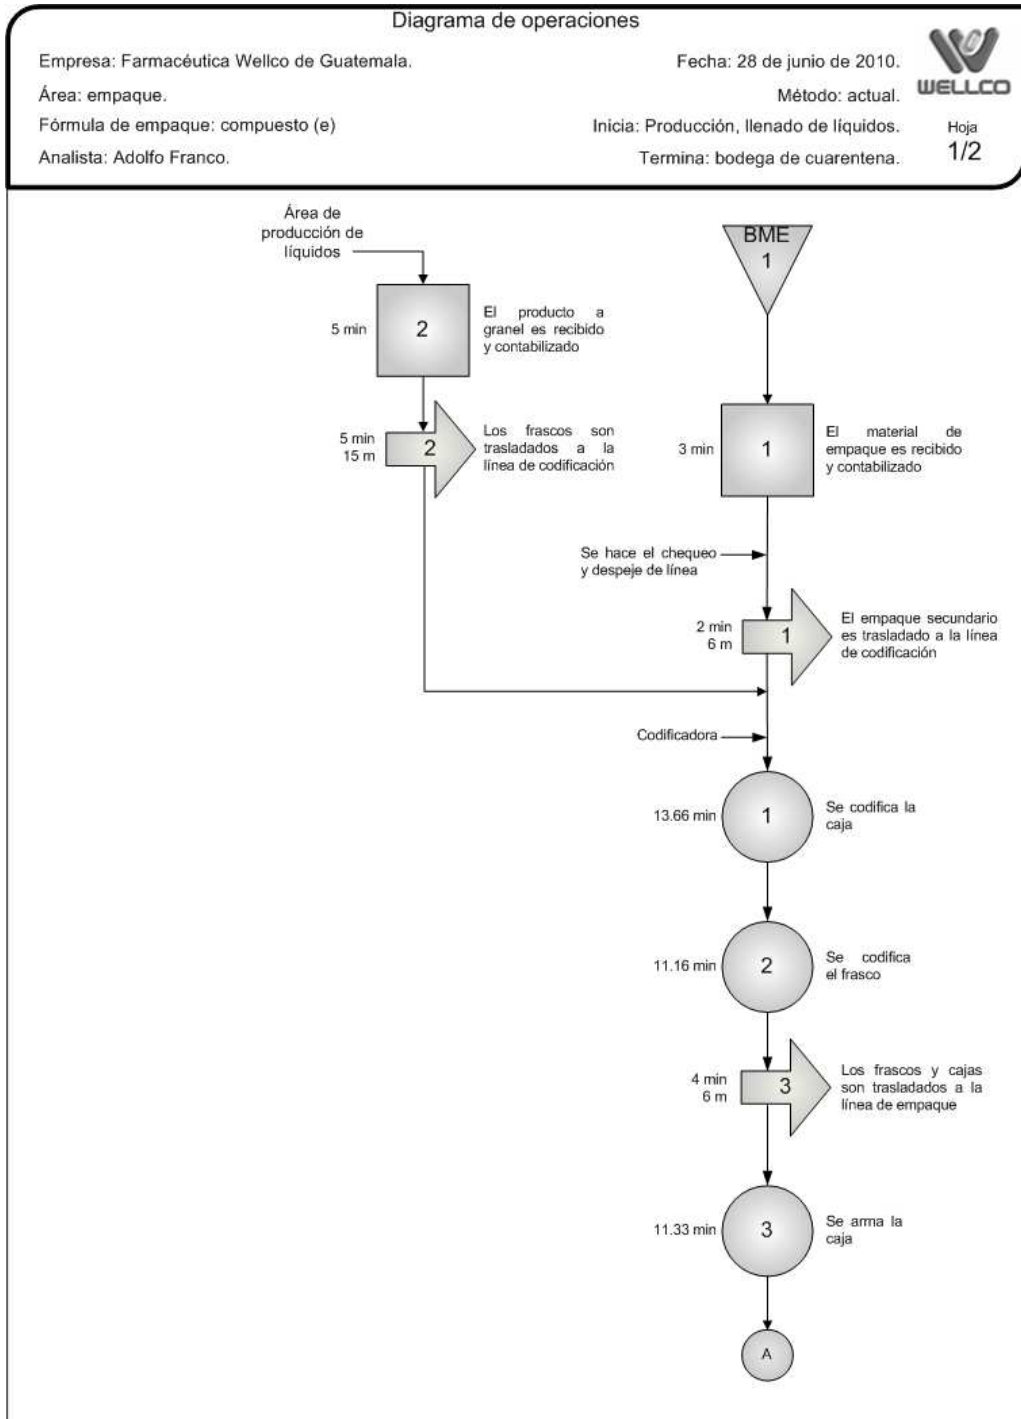 Diagrama de operaciones
Empresa: Farmacéutica Wellco de Guatemala.
Fecha: 28 de junio de 2010.
WELLCO
Área: empaque.
Método: actual.
Fórmula de empaque: compuesto (e)
Inicia: Producción, llenado de líquidos.
Hoja
Analista: Adolfo Franco.
Termina: bodega de cuarentena.
1/2
Área de
producción de
líquidos
BME
1
5 min
2
El producto a
granel es recibido
y contabilizado
5 min
15 m
2
Los frascos son
trasladados a la
línea de codificación
3 min
1
El material de
empaque es recibido
y contabilizado
Se hace el chequeo
y despeje de línea
2 min
6 m
1
El empaque secundario
es trasladado a la línea
de codificación
Codificadora
13.66 min
1
Se codifica la
caja
11.16 min
2
Se codifica
el frasco
4 min
6 m
3
Los frascos y cajas
son trasladados a la
línea de empaque
11.33 min
3
Se arma la
caja
A